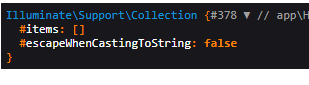 Illuminate\Support\Collection {#378 ▼ // app\H
#items: []
#escapeWhenCastingToString: false
}